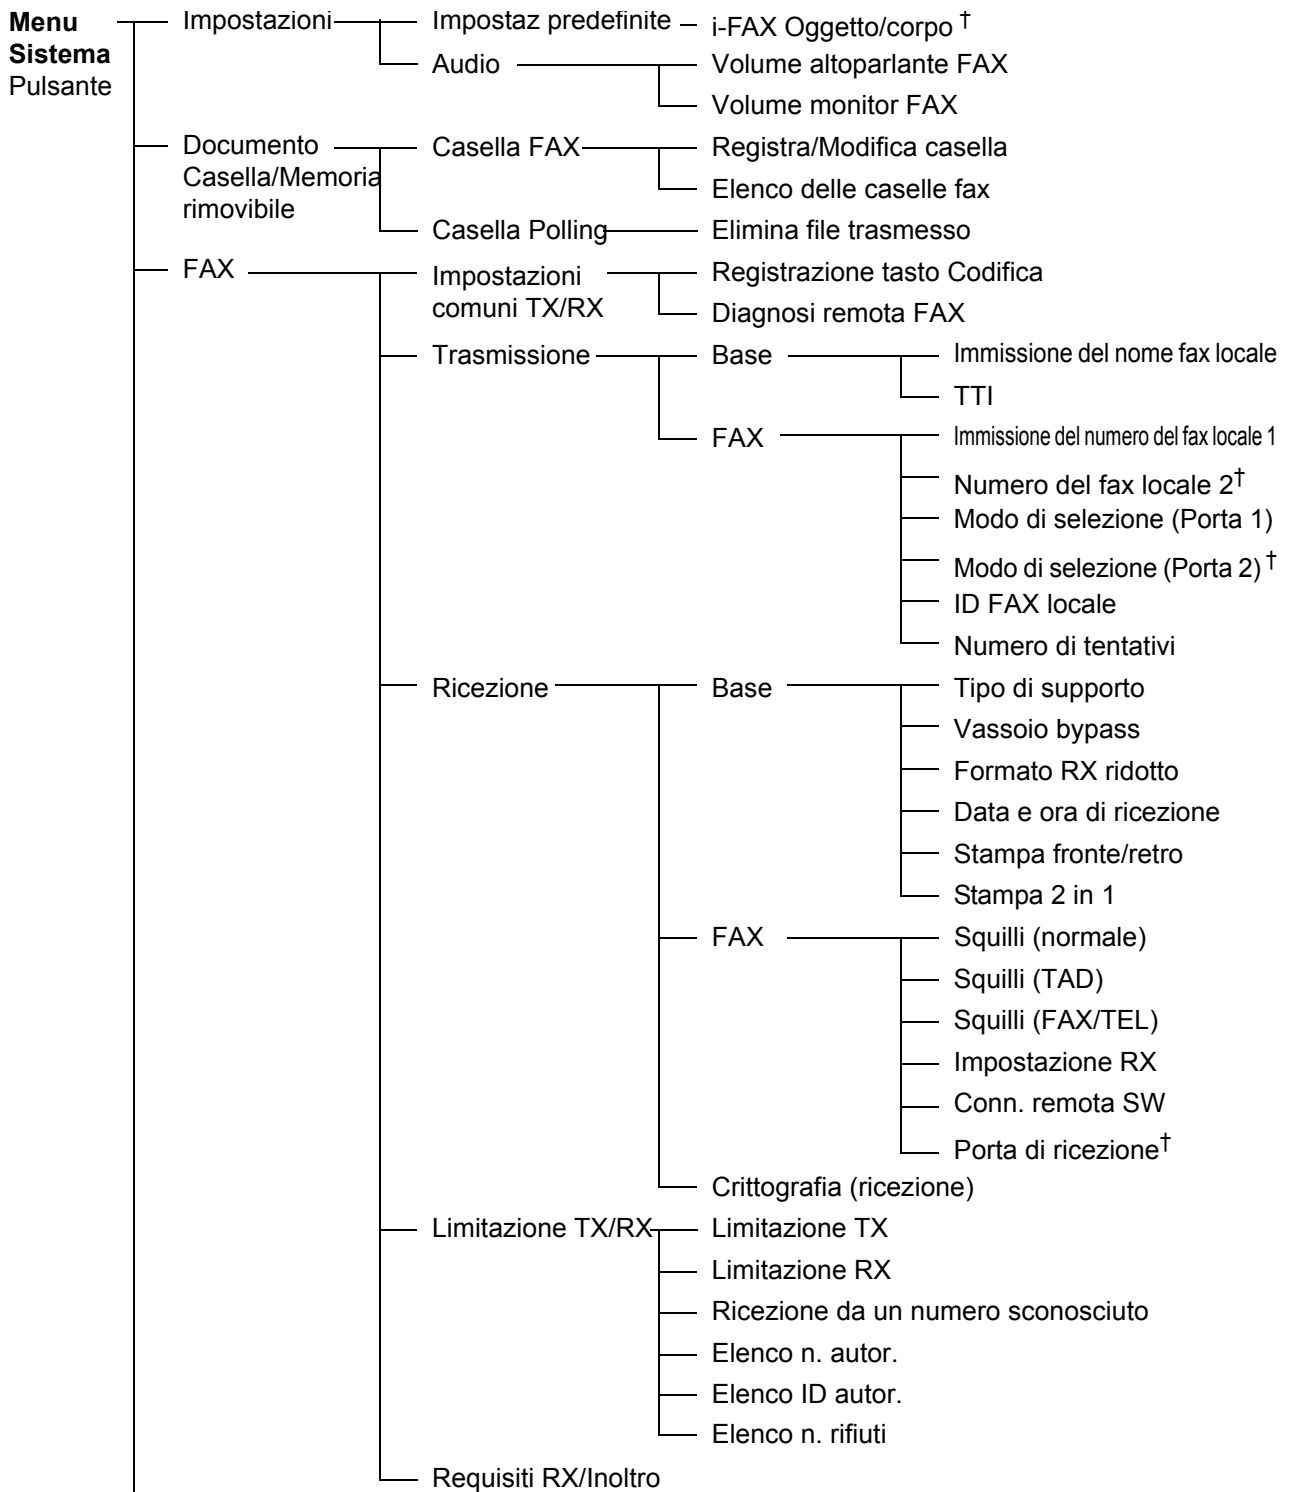 Menu
Sistema
Pulsante
Impostazioni
Impostaz predefinite
i-FAX Oggetto/corpo †
Audio
Volume altoparlante FAX
Volume monitor FAX
Documento
Casella/Memoria
rimovibile
Casella FAX
Registra/Modifica casella
Elenco delle caselle fax
Casella Polling
Elimina file trasmesso
FAX
Impostazioni
comuni TX/RX
Registrazione tasto Codifica
Diagnosi remota FAX
Trasmissione
Base
Immissione del nome fax locale
TTI
FAX
Immissione del numero del fax locale 1
Numero del fax locale 2†
Modo di selezione (Porta 1)
Modo di selezione (Porta 2) †
ID FAX locale
Numero di tentativi
Ricezione
Base
Tipo di supporto
Vassoio bypass
Formato RX ridotto
Data e ora di ricezione
Stampa fronte/retro
Stampa 2 in 1
FAX
Squilli (normale)
Squilli (TAD)
Squilli (FAX/TEL)
Impostazione RX
Conn. remota SW
Porta di ricezione†
Crittografia (ricezione)
Limitazione TX/RX
Limitazione TX
Limitazione RX
Ricezione da un numero sconosciuto
Elenco n. autor.
Elenco ID autor.
Elenco n. rifiuti
Requisiti RX/Inoltro